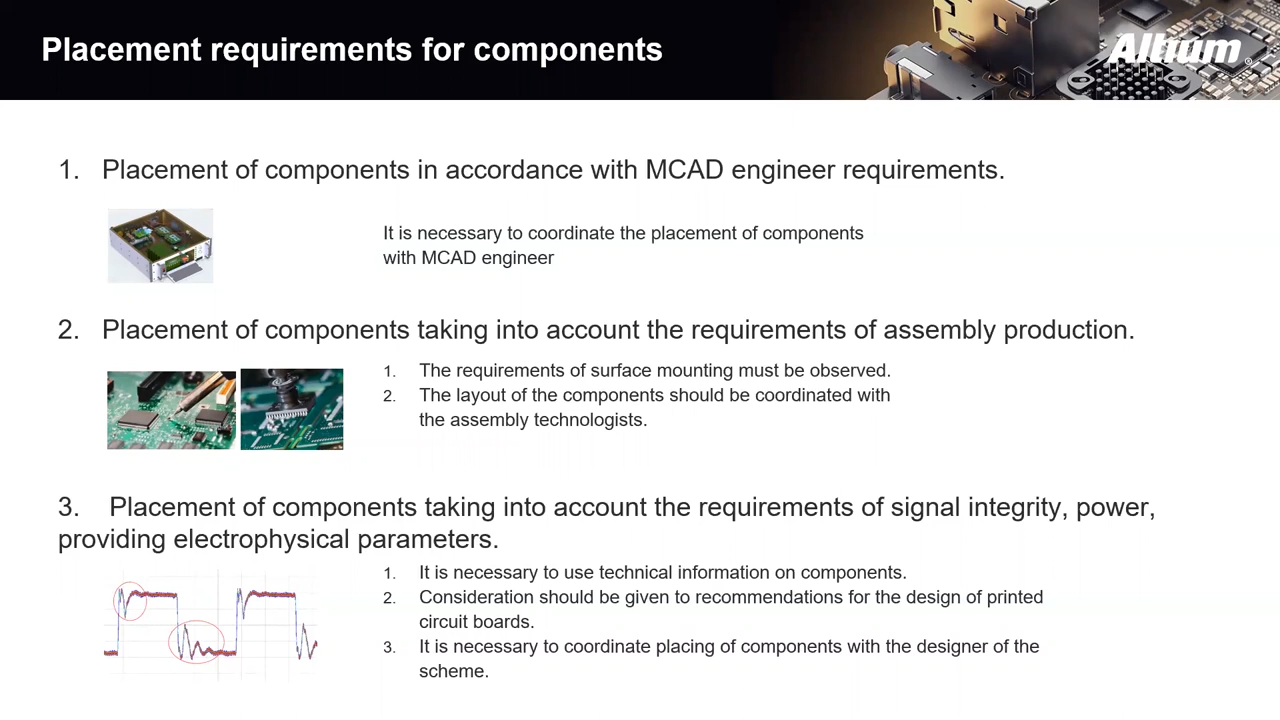 Placement requirements for components
Altium®
1. Placement of components in accordance with MCAD engineer requirements.
It is necessary to coordinate the placement of components
with MCAD engineer
2. Placement of components taking into account the requirements of assembly production.
1. The requirements of surface mounting must be observed.
2. The layout of the components should be coordinated with
the assembly technologists.
3. Placement of components taking into account the requirements of signal integrity, power,
providing electrophysical parameters.
1. It is necessary to use technical information on components.
2. Consideration should be given to recommendations for the design of printed
circuit boards.
3. It is necessary to coordinate placing of components with the designer of the
scheme.